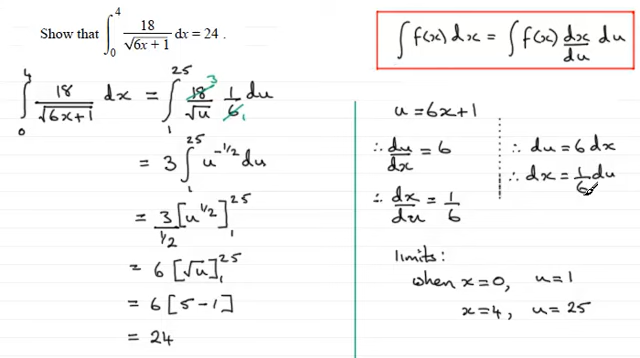 Show that ∫₀⁴ 18/√(6x+1) dx = 24 .
∫f(x) dx = ∫f(x) dx/du du
∫₀⁴ 18/√(6x+1) dx = ∫₁²⁵ 18 3/√u 1/6 1 du
= 3 ∫₁²⁵ u^(-1/2) du
= 3/(1/2) [u^(1/2)]₁²⁵
= 6 [√u]₁²⁵
= 6 [5 - 1]
= 24
u = 6x+1
∴ du/dx = 6
∴ dx/du = 1/6
∴ du = 6 dx
∴ dx = 1/6 du
limits:
when x=0, u=1
x=4, u=25